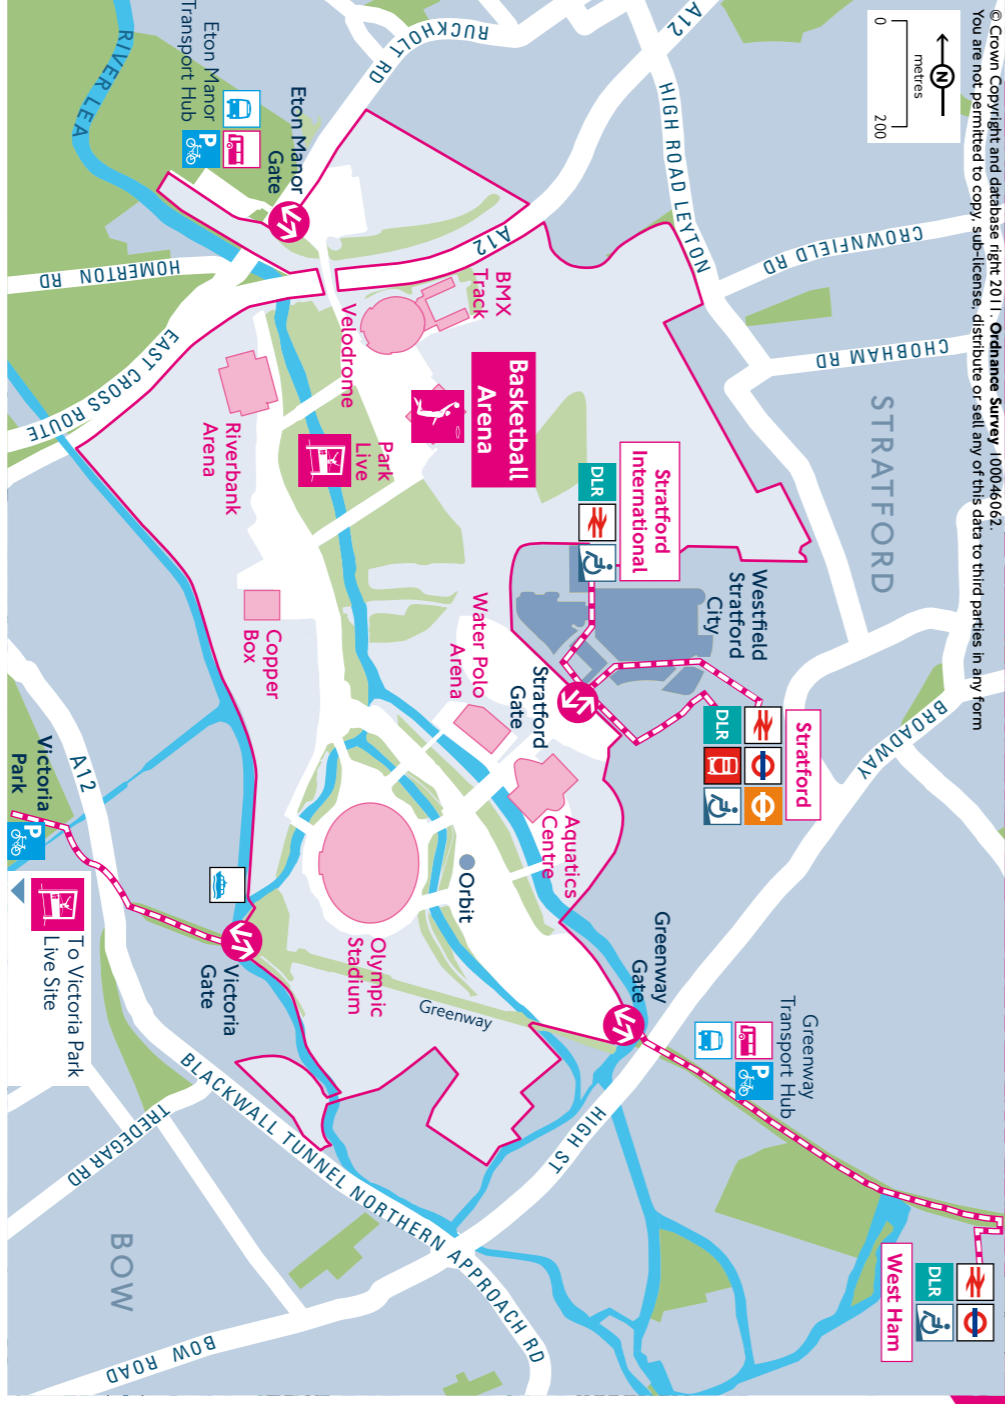 © Crown Copyright and database right 2011. Ordnance Survey 100046062.
You are not permitted to copy, sub-license, distribute or sell any of this data to third parties in any form
N
metres
0 200
A12
RUCKHOLT RD
HIGH ROAD LEYTON
CROWNFIELD RD
CHOBHAM RD
STRATFORD
BROADWAY
RIVER LEA
Eton Manor
Transport Hub
P
Eton Manor
Gate
A12
HOMERTON RD
EAST CROSS ROUTE
BMX
Track
Velodrome
Basketball
Arena
Park
Live
Riverbank
Arena
Stratford
International
DLR
Westfield
Stratford
City
Stratford
DLR
Stratford
Gate
Water Polo
Arena
Copper
Box
Aquatics
Centre
Orbit
Olympic
Stadium
Greenway
Greenway
Gate
Greenway
Transport Hub
P
HIGH ST
West Ham
DLR
A12
Victoria
Park
P
To Victoria Park
Live Site
Victoria
Gate
BLACKWALL TUNNEL NORTHERN APPROACH RD
TREDEGAR RD
BOW
BOW ROAD